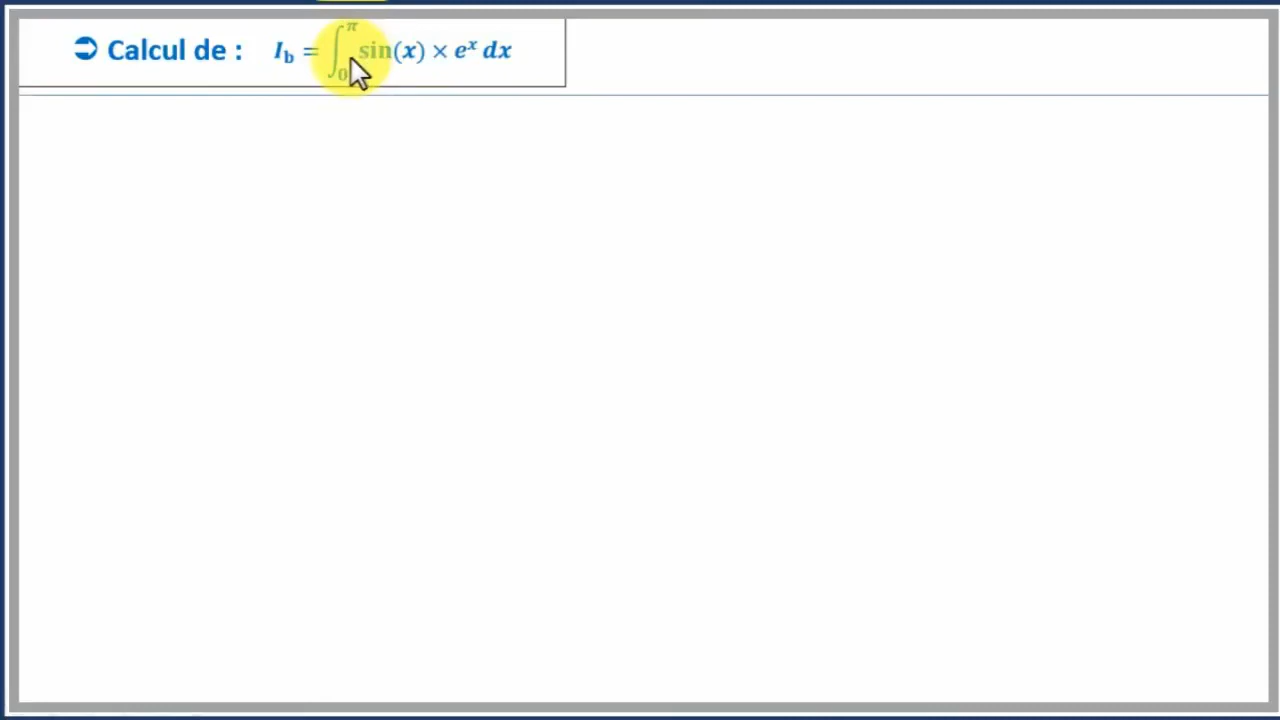 ➲ Calcul de : I_b = ∫_0^π sin(x) × e^x dx